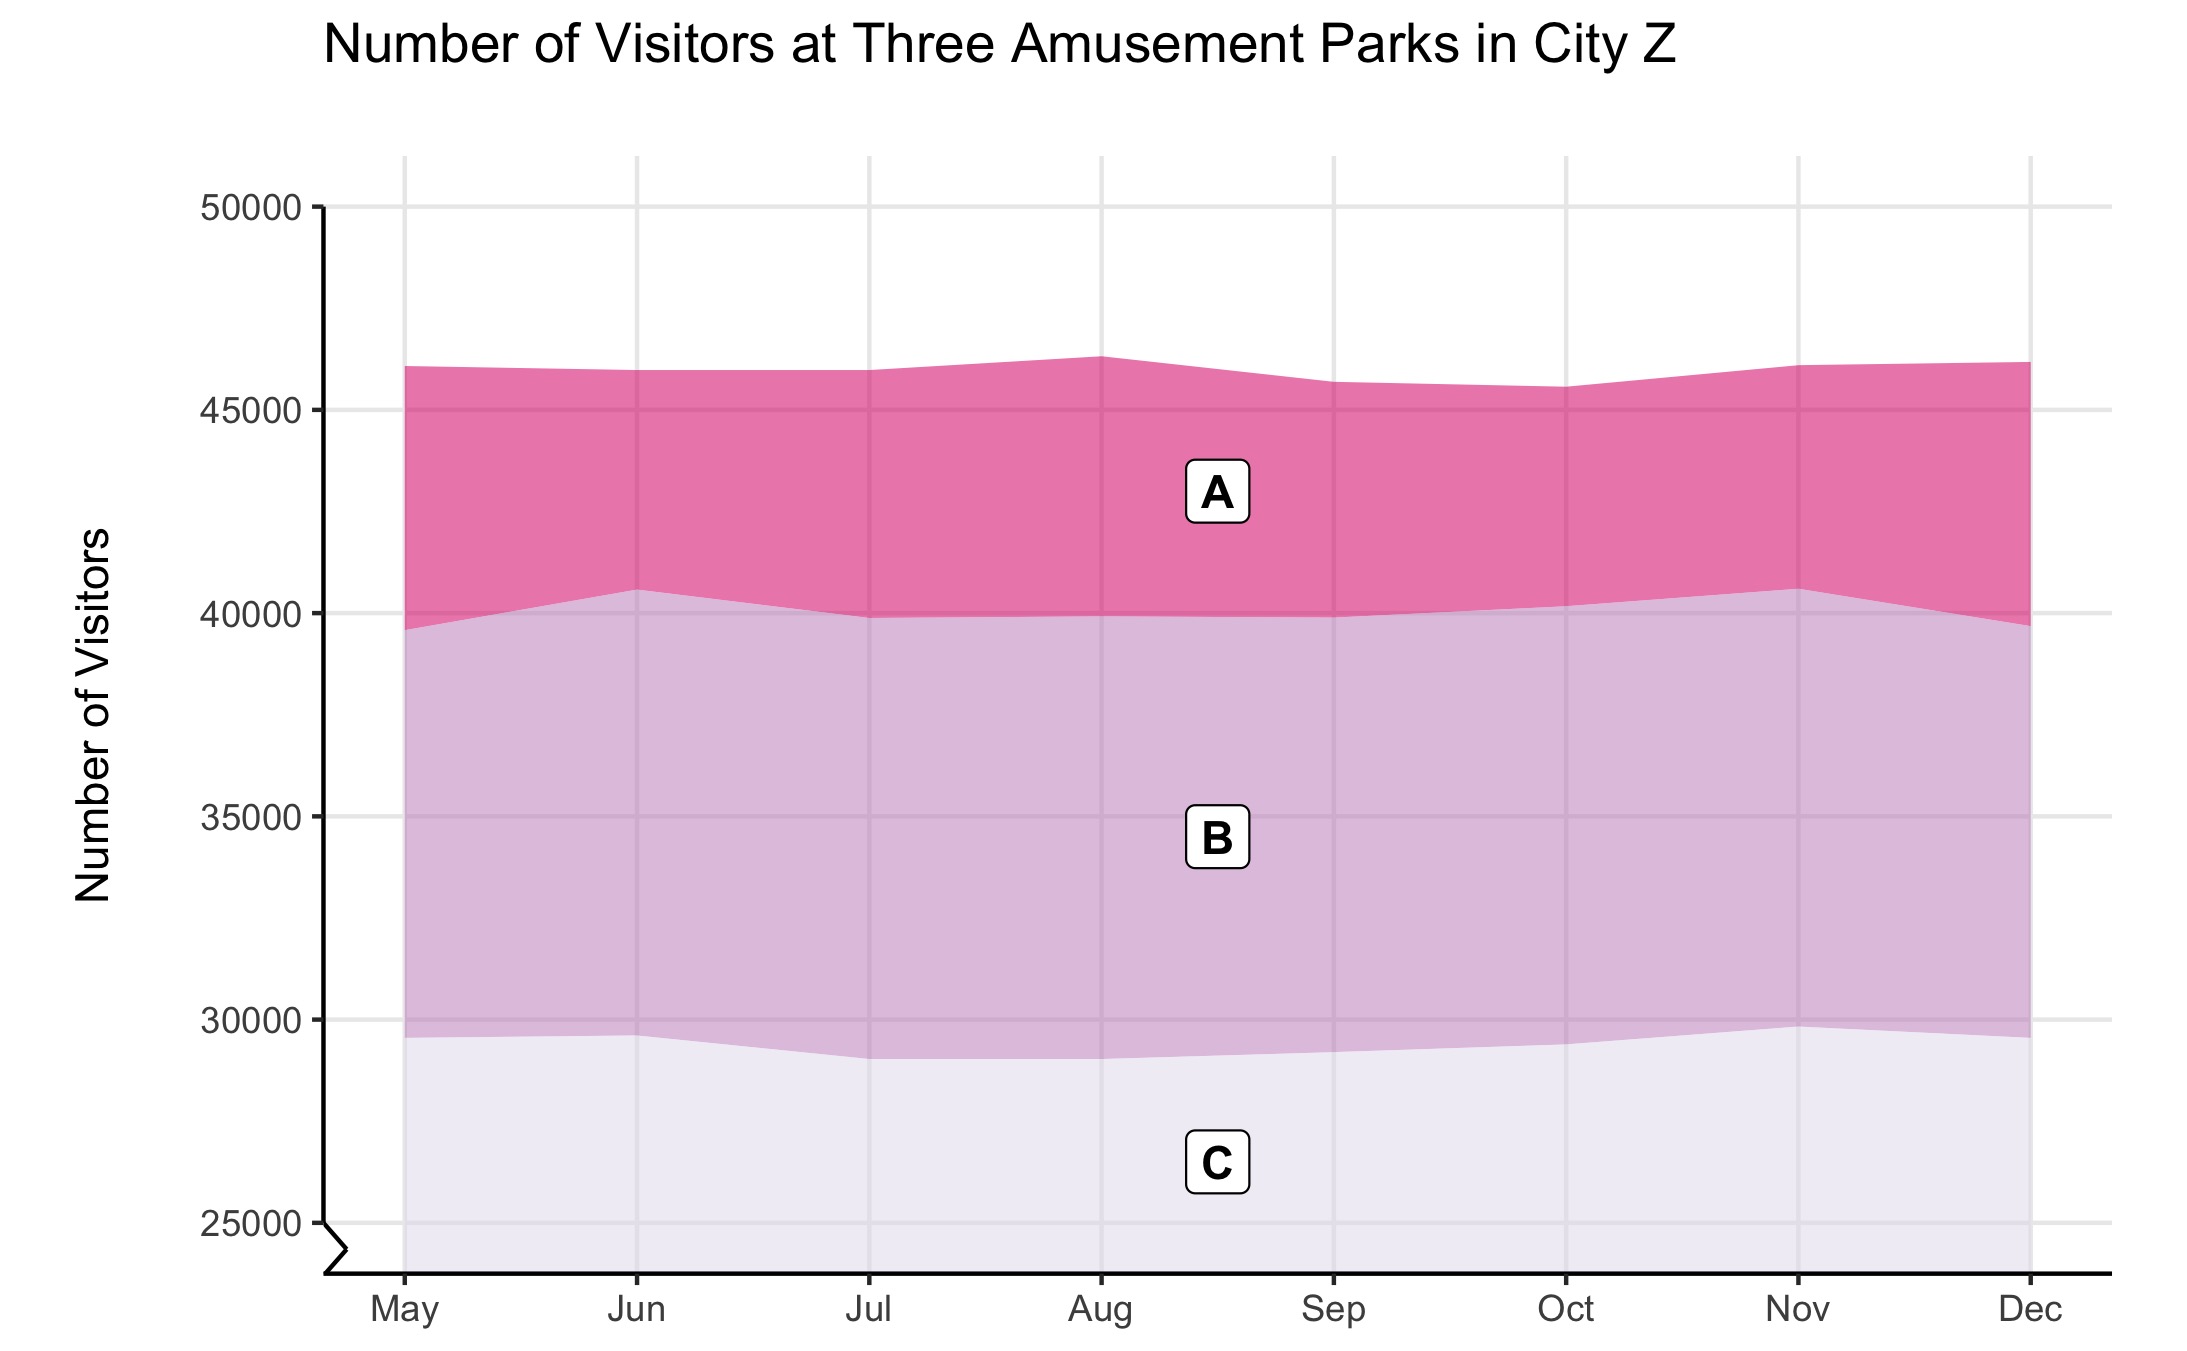 Number of Visitors at Three Amusement Parks in City Z
Number of Visitors
50000
45000
40000
35000
30000
25000
A
B
C
May Jun Jul Aug Sep Oct Nov Dec